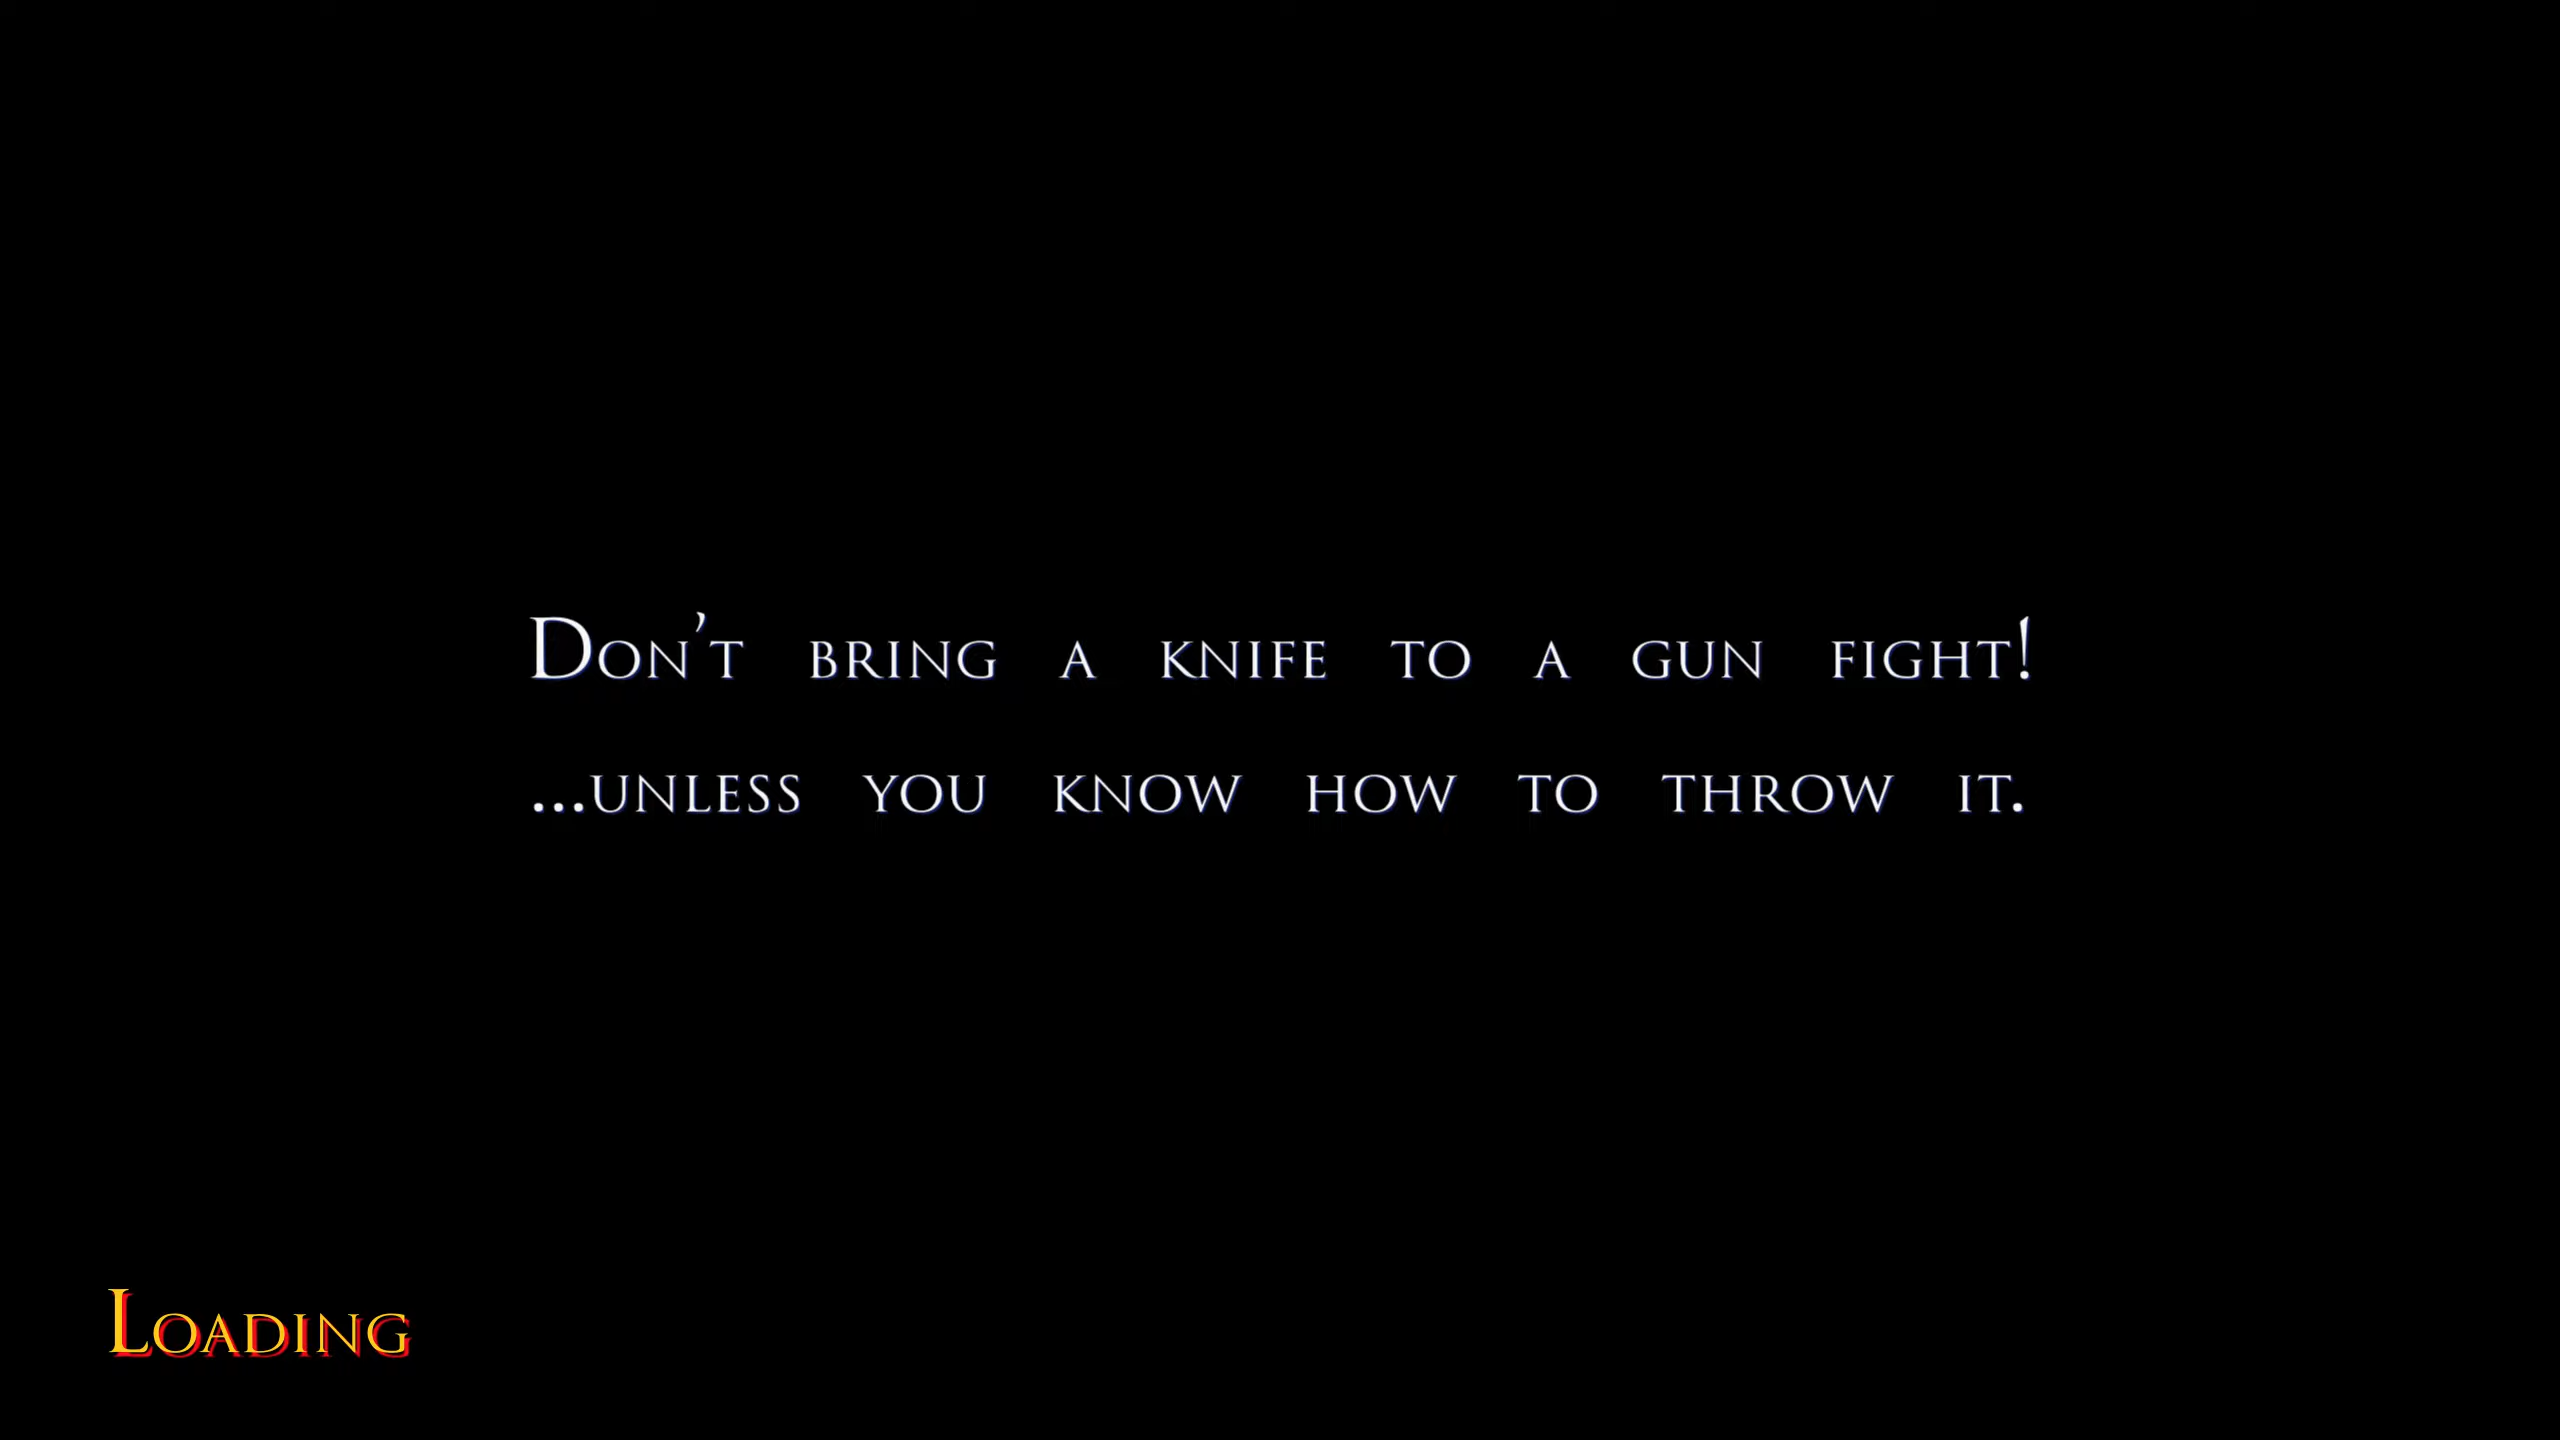 Don’t bring a knife to a gun fight!
...unless you know how to throw it.
Loading